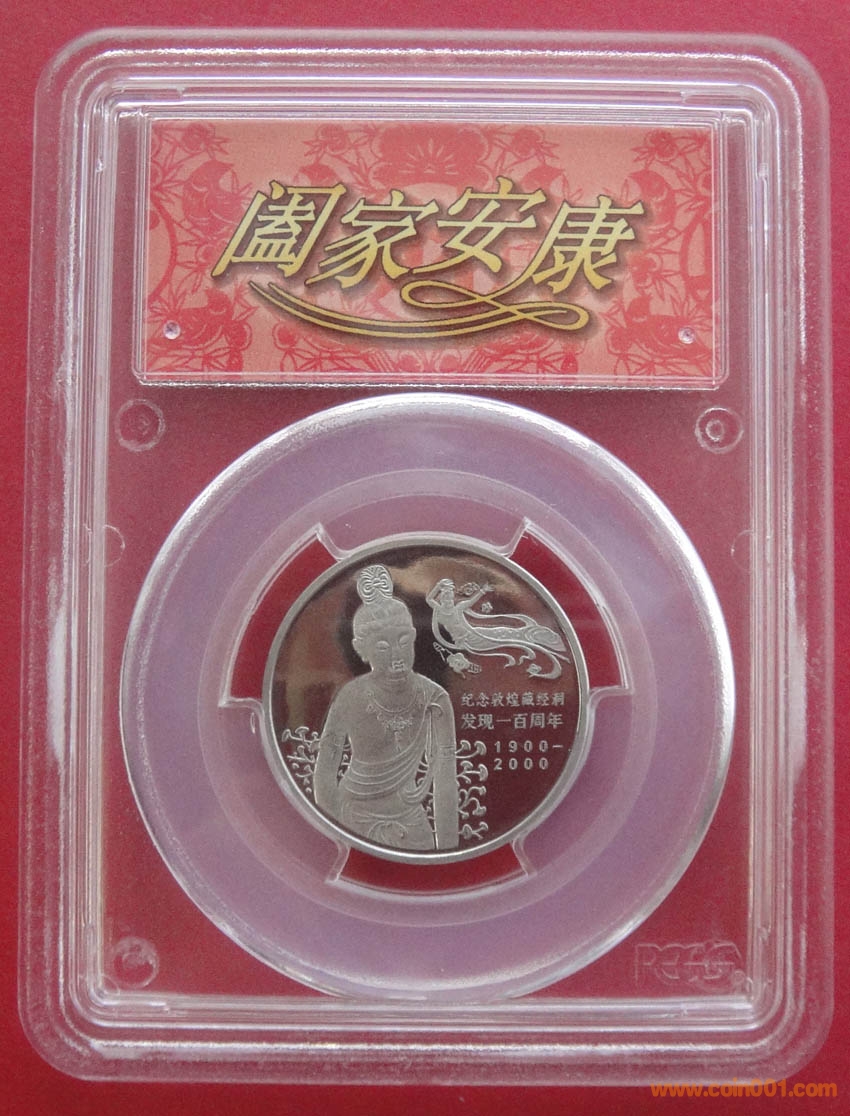 阖家安康
纪念敦煌藏经洞
发现一百周年
1900-
2000
PCGS
www.coin001.com